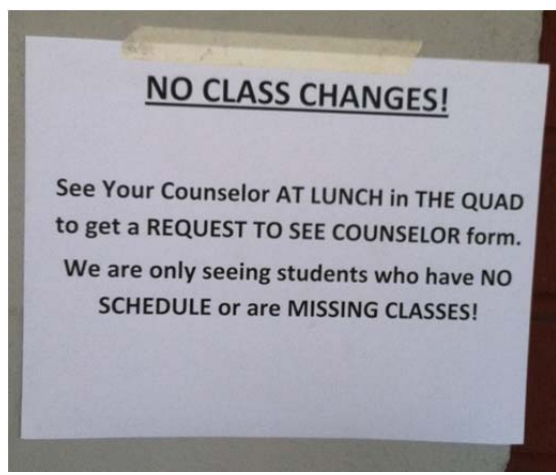 NO CLASS CHANGES!
See Your Counselor AT LUNCH in THE QUAD
to get a REQUEST TO SEE COUNSELOR form.
We are only seeing students who have NO
SCHEDULE or are MISSING CLASSES!